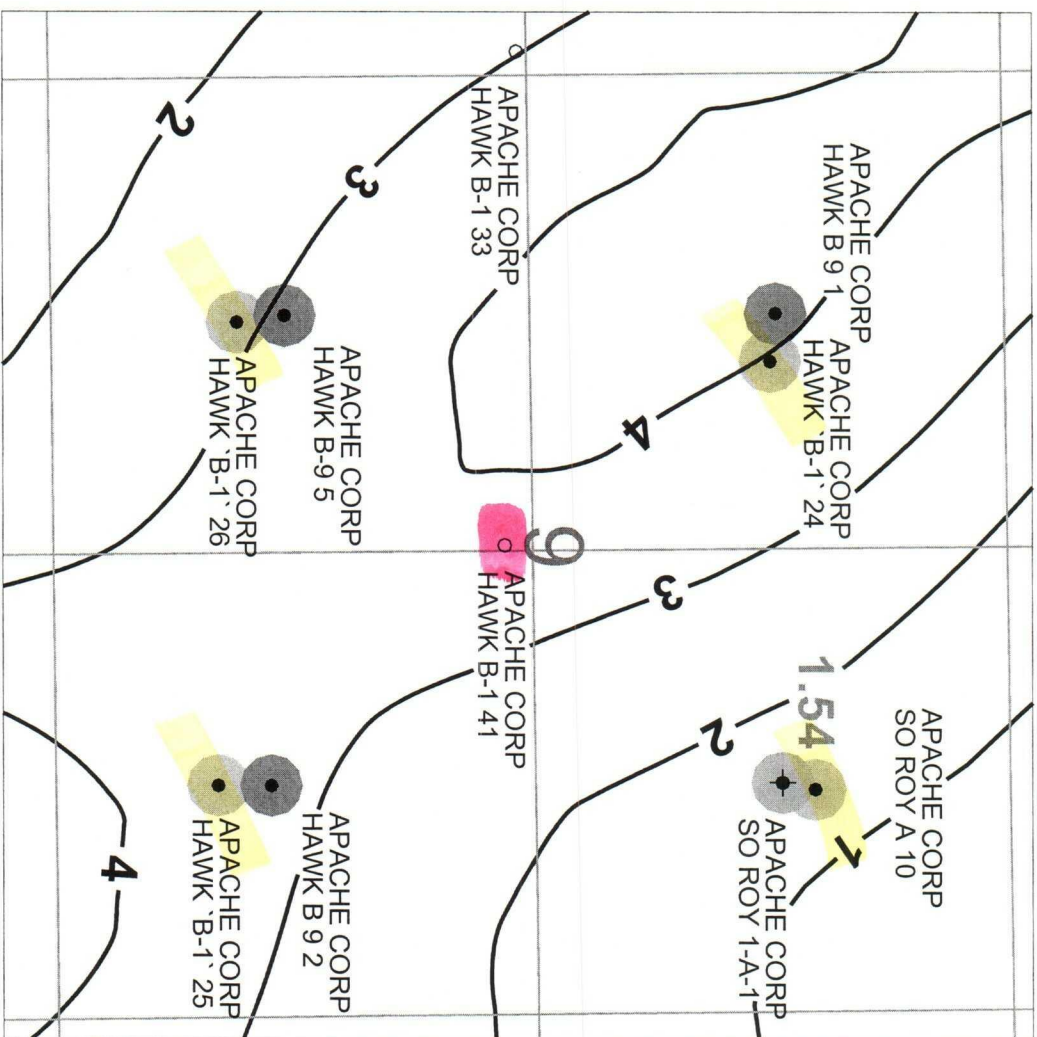 APACHE CORP
SO ROY A 10
APACHE CORP
HAWK B 9 1
APACHE CORP
HAWK `B-1` 24
1.54
1
APACHE CORP
SO ROY 1-A-1
2
3
4
9
APACHE CORP
HAWK B-1 33
APACHE CORP
HAWK B-1 41
3
APACHE CORP
HAWK B-9 5
APACHE CORP
HAWK B 9 2
APACHE CORP
HAWK `B-1` 26
APACHE CORP
HAWK `B-1` 25
2
4